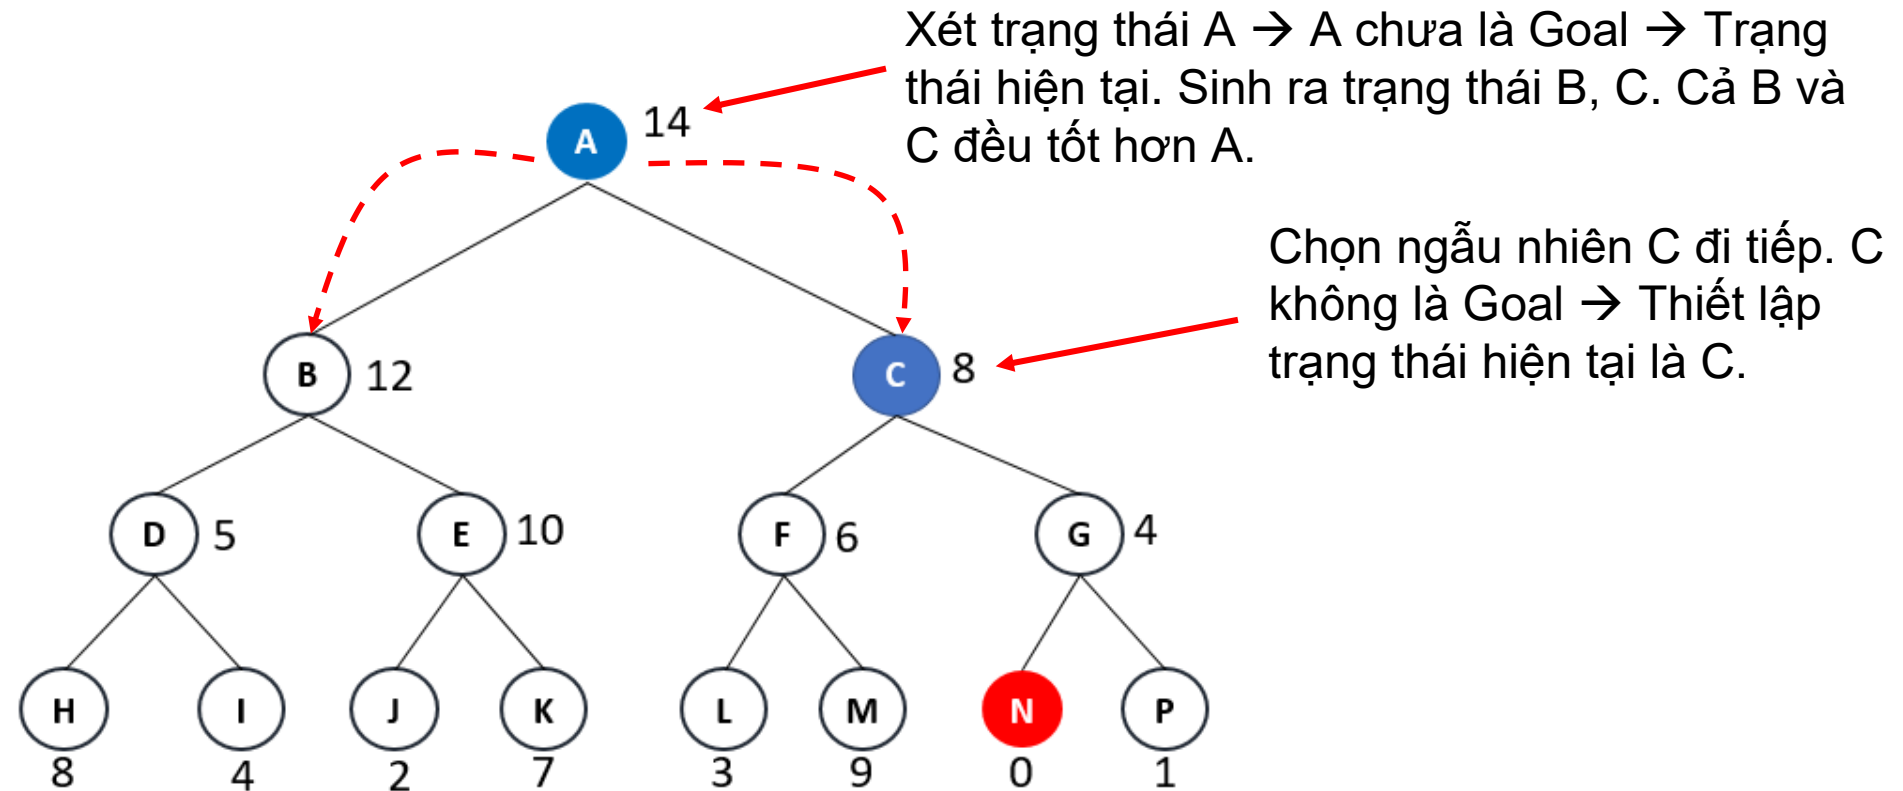 Xét trạng thái A → A chưa là Goal → Trạng
thái hiện tại. Sinh ra trạng thái B, C. Cả B và
C đều tốt hơn A.
A 14
Chọn ngẫu nhiên C đi tiếp. C
không là Goal → Thiết lập
trạng thái hiện tại là C.
B 12 C 8
D 5 E 10 F 6 G 4
H I J K L M N P
8 4 2 7 3 9 0 1